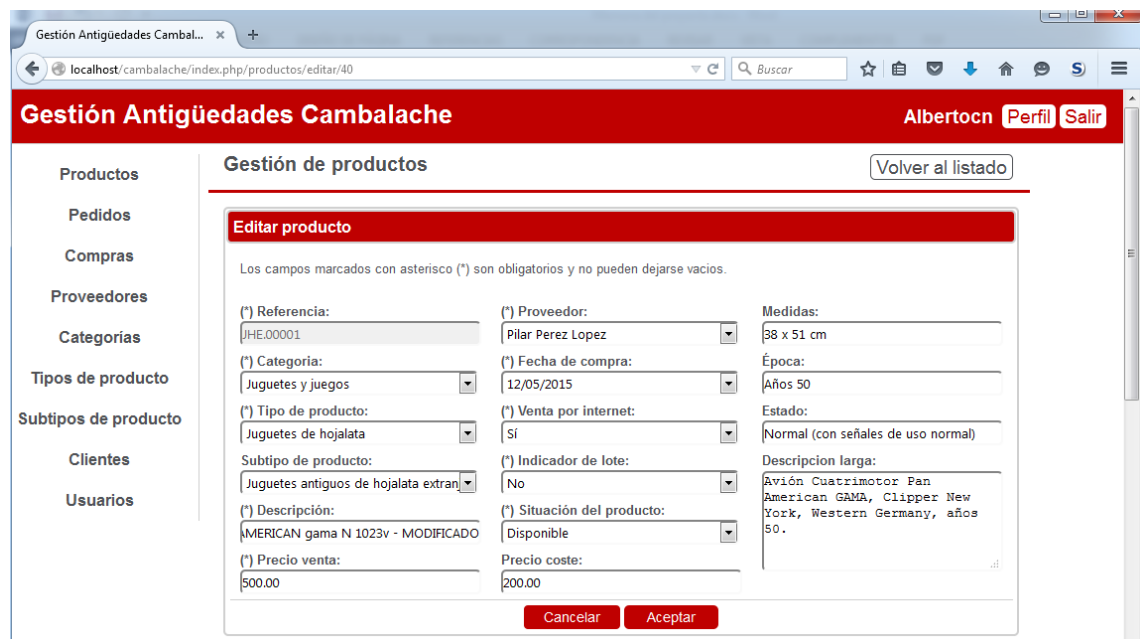 Gestión Antigüedades Cambal...
localhost/cambalache/index.php/productos/editar/40
Buscar
Gestión Antigüedades Cambalache
Albertocn Perfil Salir
Productos
Pedidos
Compras
Proveedores
Categorías
Tipos de producto
Subtipos de producto
Clientes
Usuarios
Gestión de productos
Volver al listado
Editar producto
Los campos marcados con asterisco (*) son obligatorios y no pueden dejarse vacios.
(*) Referencia:
JHE.00001
(*) Categoria:
Juguetes y juegos
(*) Tipo de producto:
Juguetes de hojalata
Subtipo de producto:
Juguetes antiguos de hojalata extran
(*) Descripción:
AMERICAN gama N 1023v - MODIFICADO
(*) Precio venta:
500.00
(*) Proveedor:
Pilar Perez Lopez
(*) Fecha de compra:
12/05/2015
(*) Venta por internet:
Sí
(*) Indicador de lote:
No
(*) Situación del producto:
Disponible
Precio coste:
200.00
Medidas:
38 x 51 cm
Época:
Años 50
Estado:
Normal (con señales de uso normal)
Descripcion larga:
Avión Cuatrimotor Pan
American GAMA, Clipper New
York, Western Germany, años
50.
Cancelar
Aceptar